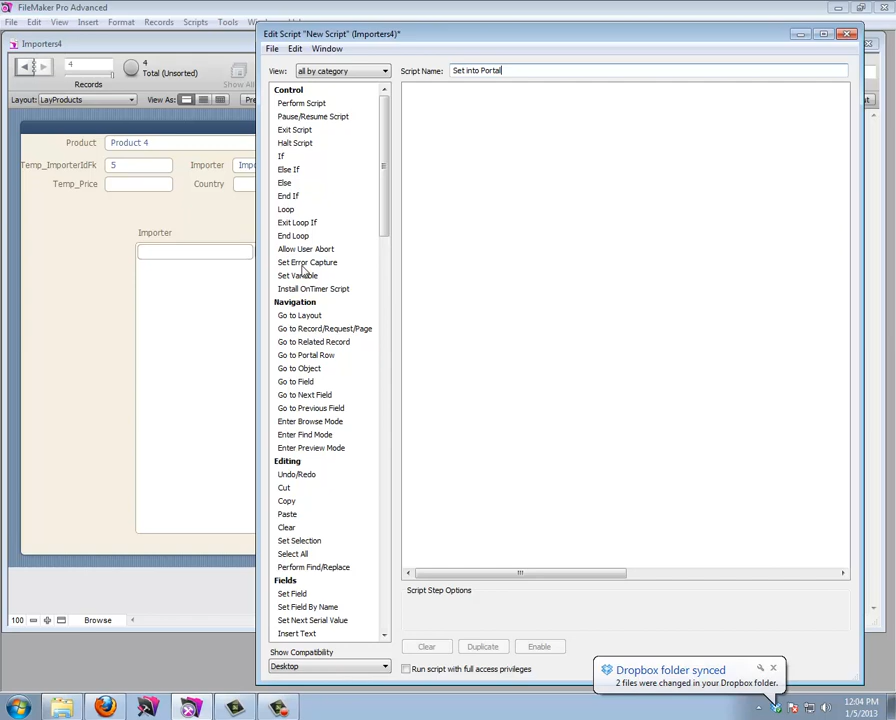 FileMaker Pro Advanced
File Edit View Insert Format Records Scripts Tools
Importers4
4
Records
4
Total (Unsorted)
Show All
Layout: LayProducts View As: Pre
Product Product 4
Temp_ImporterIdFk 5 Importer Impo
Temp_Price Country
Importer
100 Browse
Edit Script "New Script" (Importers4)*
File Edit Window
View: all by category Script Name: Set into Portal
Control
Perform Script
Pause/Resume Script
Exit Script
Halt Script
If
Else If
Else
End If
Loop
Exit Loop If
End Loop
Allow User Abort
Set Error Capture
Set Variable
Install OnTimer Script
Navigation
Go to Layout
Go to Record/Request/Page
Go to Related Record
Go to Portal Row
Go to Object
Go to Field
Go to Next Field
Go to Previous Field
Enter Browse Mode
Enter Find Mode
Enter Preview Mode
Editing
Undo/Redo
Cut
Copy
Paste
Clear
Set Selection
Select All
Perform Find/Replace
Fields
Set Field
Set Field By Name
Set Next Serial Value
Insert Text
Show Compatibility
Desktop
Script Step Options
Clear Duplicate Enable
Run script with full access privileges
Dropbox folder synced
2 files were changed in your Dropbox folder.
12:04 PM
1/5/2013